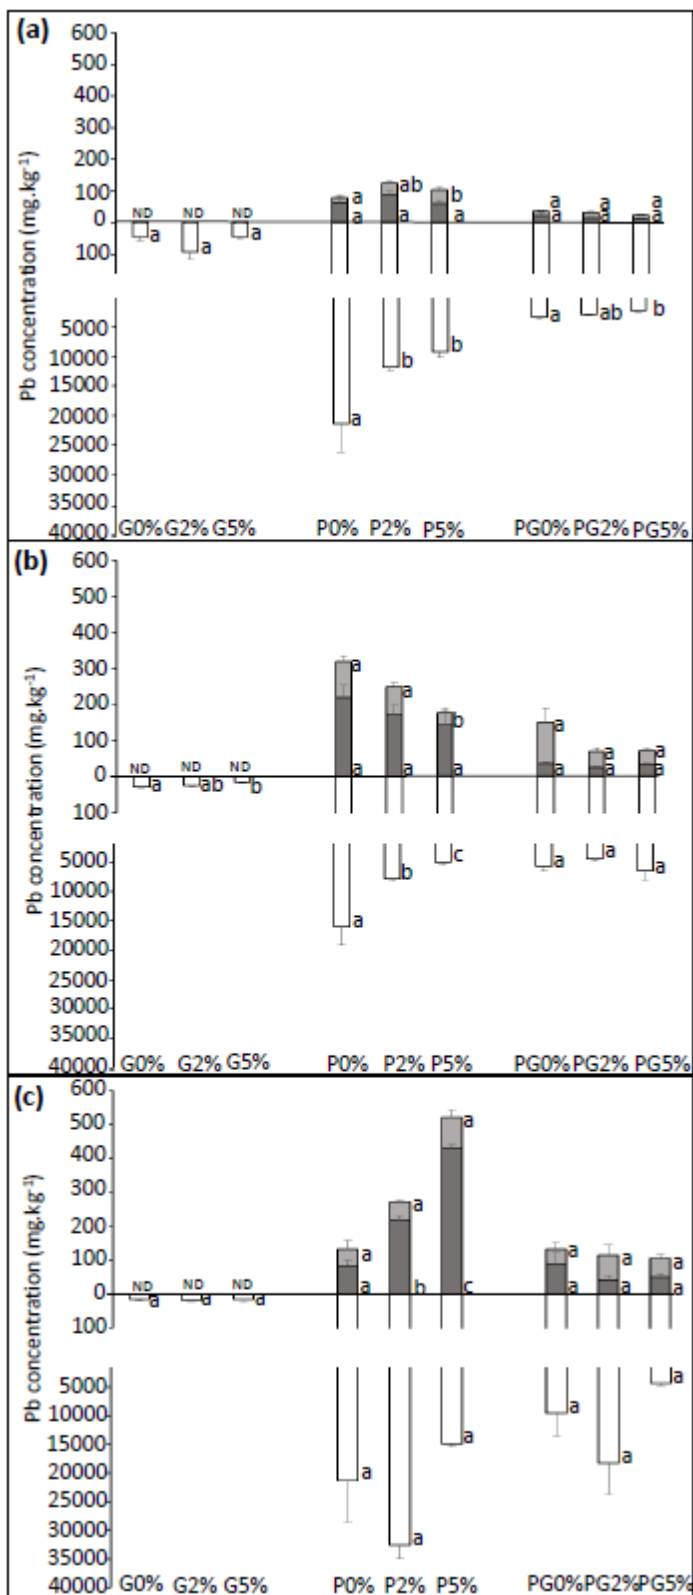 (a)
Pb concentration (mg.kg-1)
600
500
400
300
200
100
0
100
5000
10000
15000
20000
25000
30000
35000
40000
ND ND ND
a a a
a ab b
a a a
a a a
a a a
a b b
a ab b
G0% G2% G5% P0% P2% P5% PG0% PG2% PG5%
(b)
Pb concentration (mg.kg-1)
600
500
400
300
200
100
0
100
5000
10000
15000
20000
25000
30000
35000
40000
ND ND ND
a ab b
a a b
a a a
a a a
a a a
a b c
a a a
G0% G2% G5% P0% P2% P5% PG0% PG2% PG5%
(c)
Pb concentration (mg.kg-1)
600
500
400
300
200
100
0
100
5000
10000
15000
20000
25000
30000
35000
40000
ND ND ND
a a a
a a a
a b c
a a a
a a a
a a a
a a a
G0% G2% G5% P0% P2% P5% PG0% PG2% PG5%